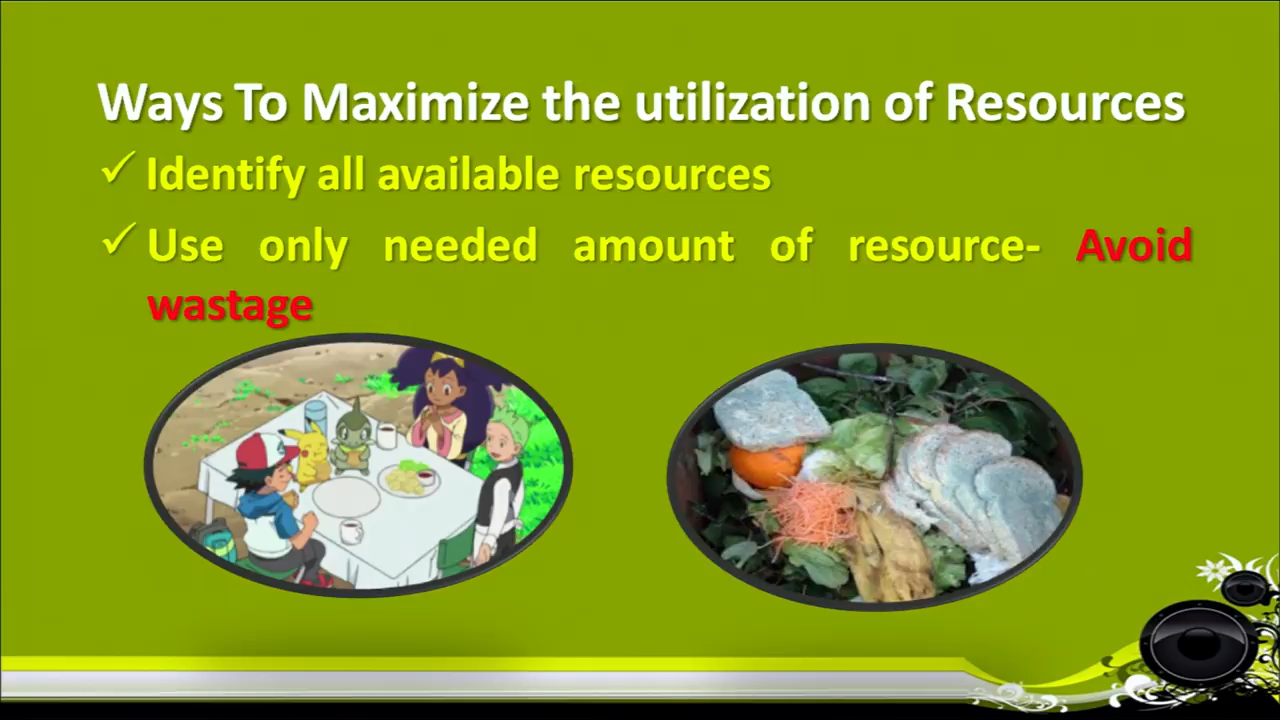 Ways To Maximize the utilization of Resources
✓ Identify all available resources
✓ Use only needed amount of resource- Avoid
wastage